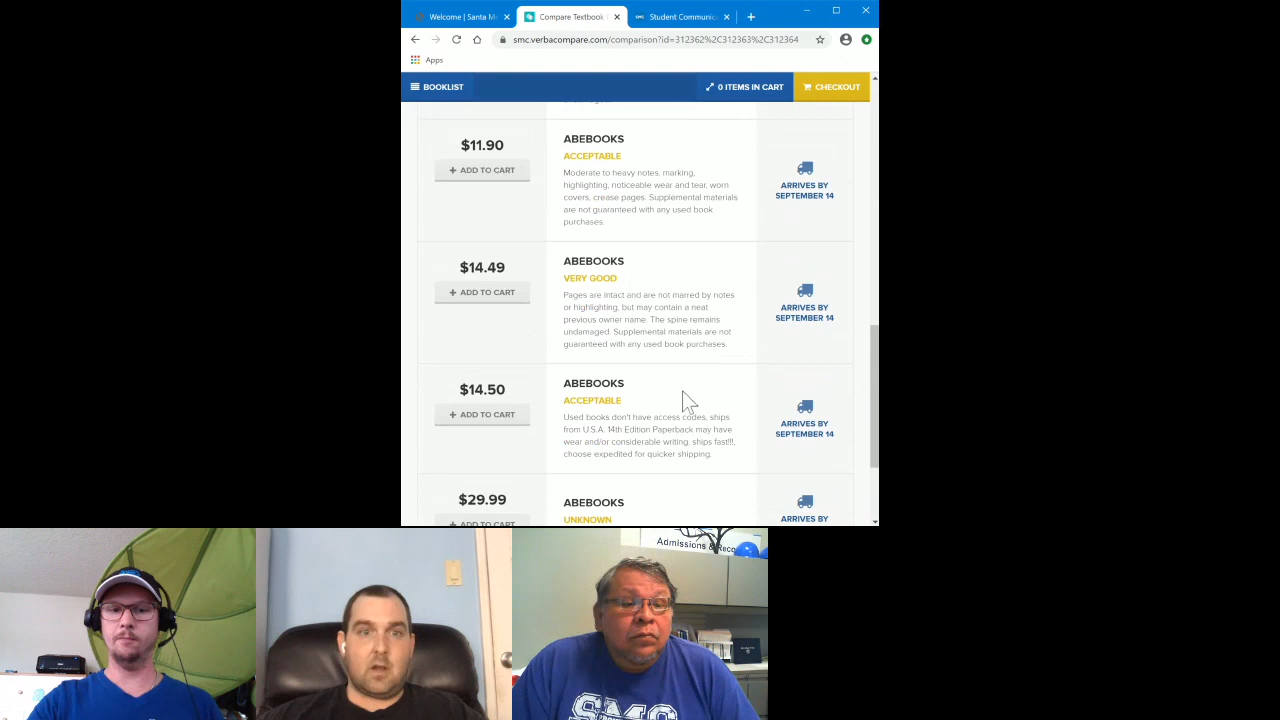 Welcome | Santa M
Compare Textbook
SMC
Student Communic
smc.verbacompare.com/comparison?id=312362%2C312363%2C312364
Apps
BOOKLIST
0 ITEMS IN CART
CHECKOUT
$11.90
+ ADD TO CART
ABEBOOKS
ACCEPTABLE
Moderate to heavy notes, marking,
highlighting, noticeable wear and tear, worn
covers, crease pages. Supplemental materials
are not guaranteed with any used book
purchases.
ARRIVES BY
SEPTEMBER 14
$14.49
+ ADD TO CART
ABEBOOKS
VERY GOOD
Pages are intact and are not marred by notes
or highlighting, but may contain a neat
previous owner name. The spine remains
undamaged. Supplemental materials are not
guaranteed with any used book purchases.
ARRIVES BY
SEPTEMBER 14
$14.50
+ ADD TO CART
ABEBOOKS
ACCEPTABLE
Used books don't have access codes, ships
from U.S.A. 14th Edition Paperback may have
wear and/or considerable writing, ships fast!!!,
choose expedited for quicker shipping.
ARRIVES BY
SEPTEMBER 14
$29.99
+ ADD TO CART
ABEBOOKS
UNKNOWN
ARRIVES BY
Admissions & Reco
SMC